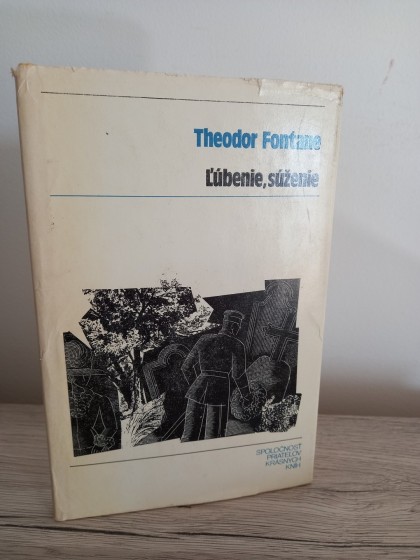 Theodor Fontane
Ľúbenie, súženie
SPOLOČNOSŤ
PRIATEĽOV
KRÁSNYCH
KNÍH